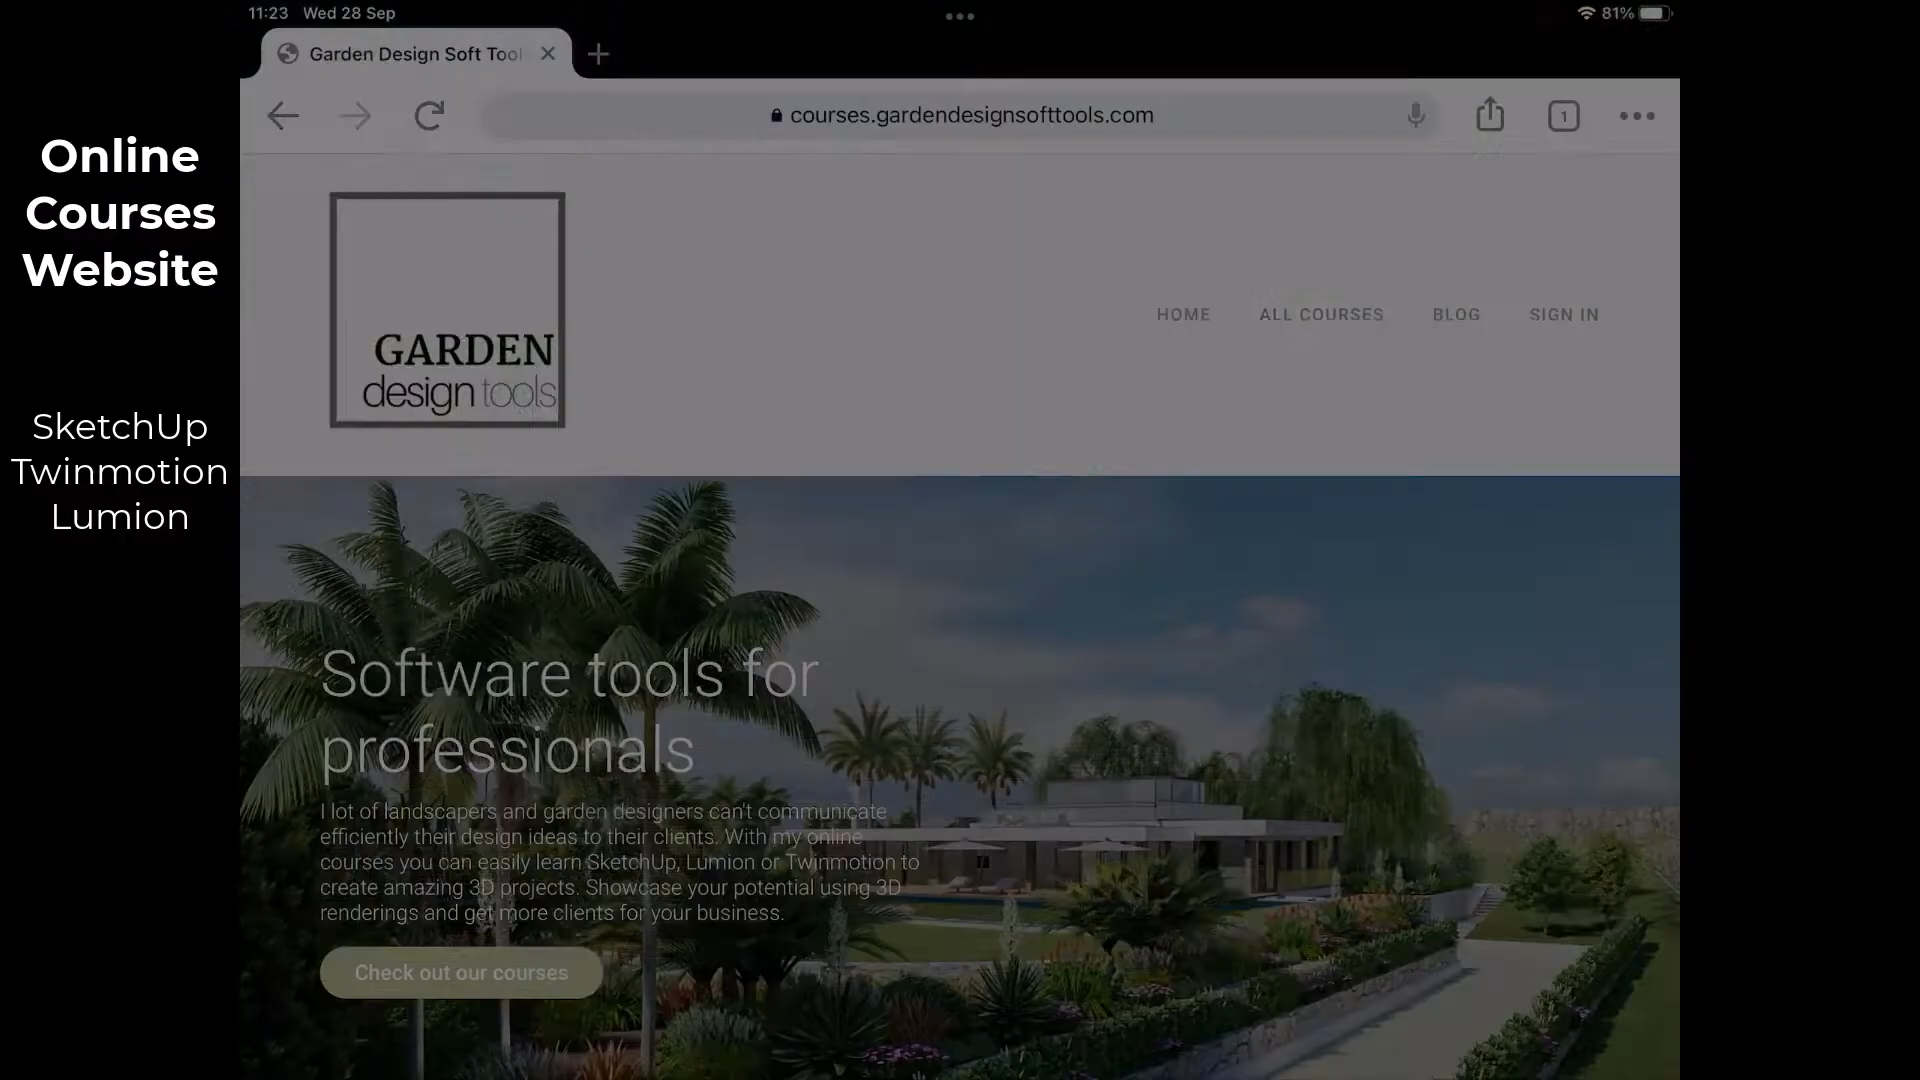 11:23 Wed 28 Sep
81%
Garden Design Soft Tool
courses.gardendesignsofttools.com
1
Online
Courses
Website
GARDEN
design tools
HOME ALL COURSES BLOG SIGN IN
SketchUp
Twinmotion
Lumion
Software tools for
professionals
I lot of landscapers and garden designers can't communicate
efficiently their design ideas to their clients. With my online
courses you can easily learn SketchUp, Lumion or Twinmotion to
create amazing 3D projects. Showcase your potential using 3D
renderings and get more clients for your business.
Check out our courses